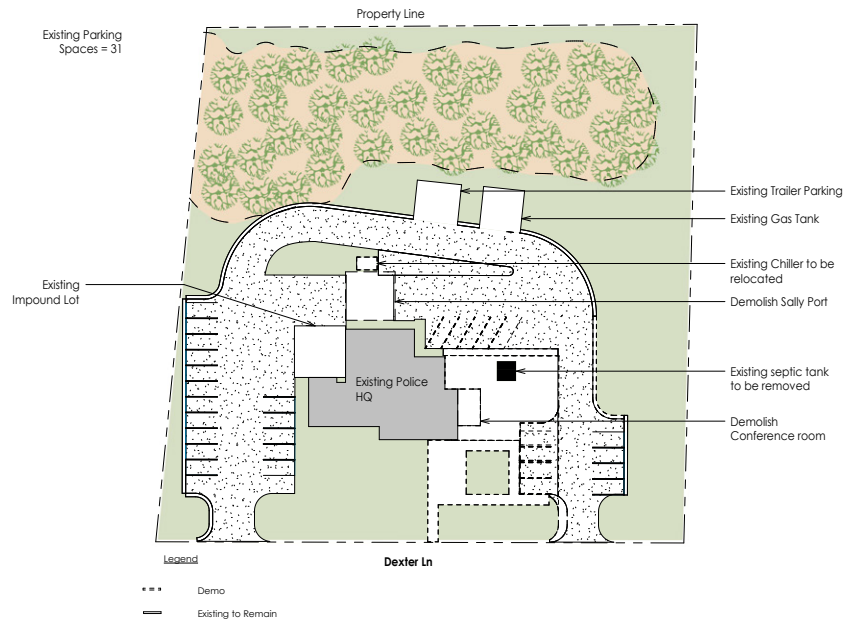 Property Line
Existing Parking
Spaces = 31
Existing Trailer Parking
Existing Gas Tank
Existing Chiller to be
relocated
Existing
Impound Lot
Demolish Sally Port
Existing Police
HQ
Existing septic tank
to be removed
Demolish
Conference room
Legend
Dexter Ln
Demo
Existing to Remain